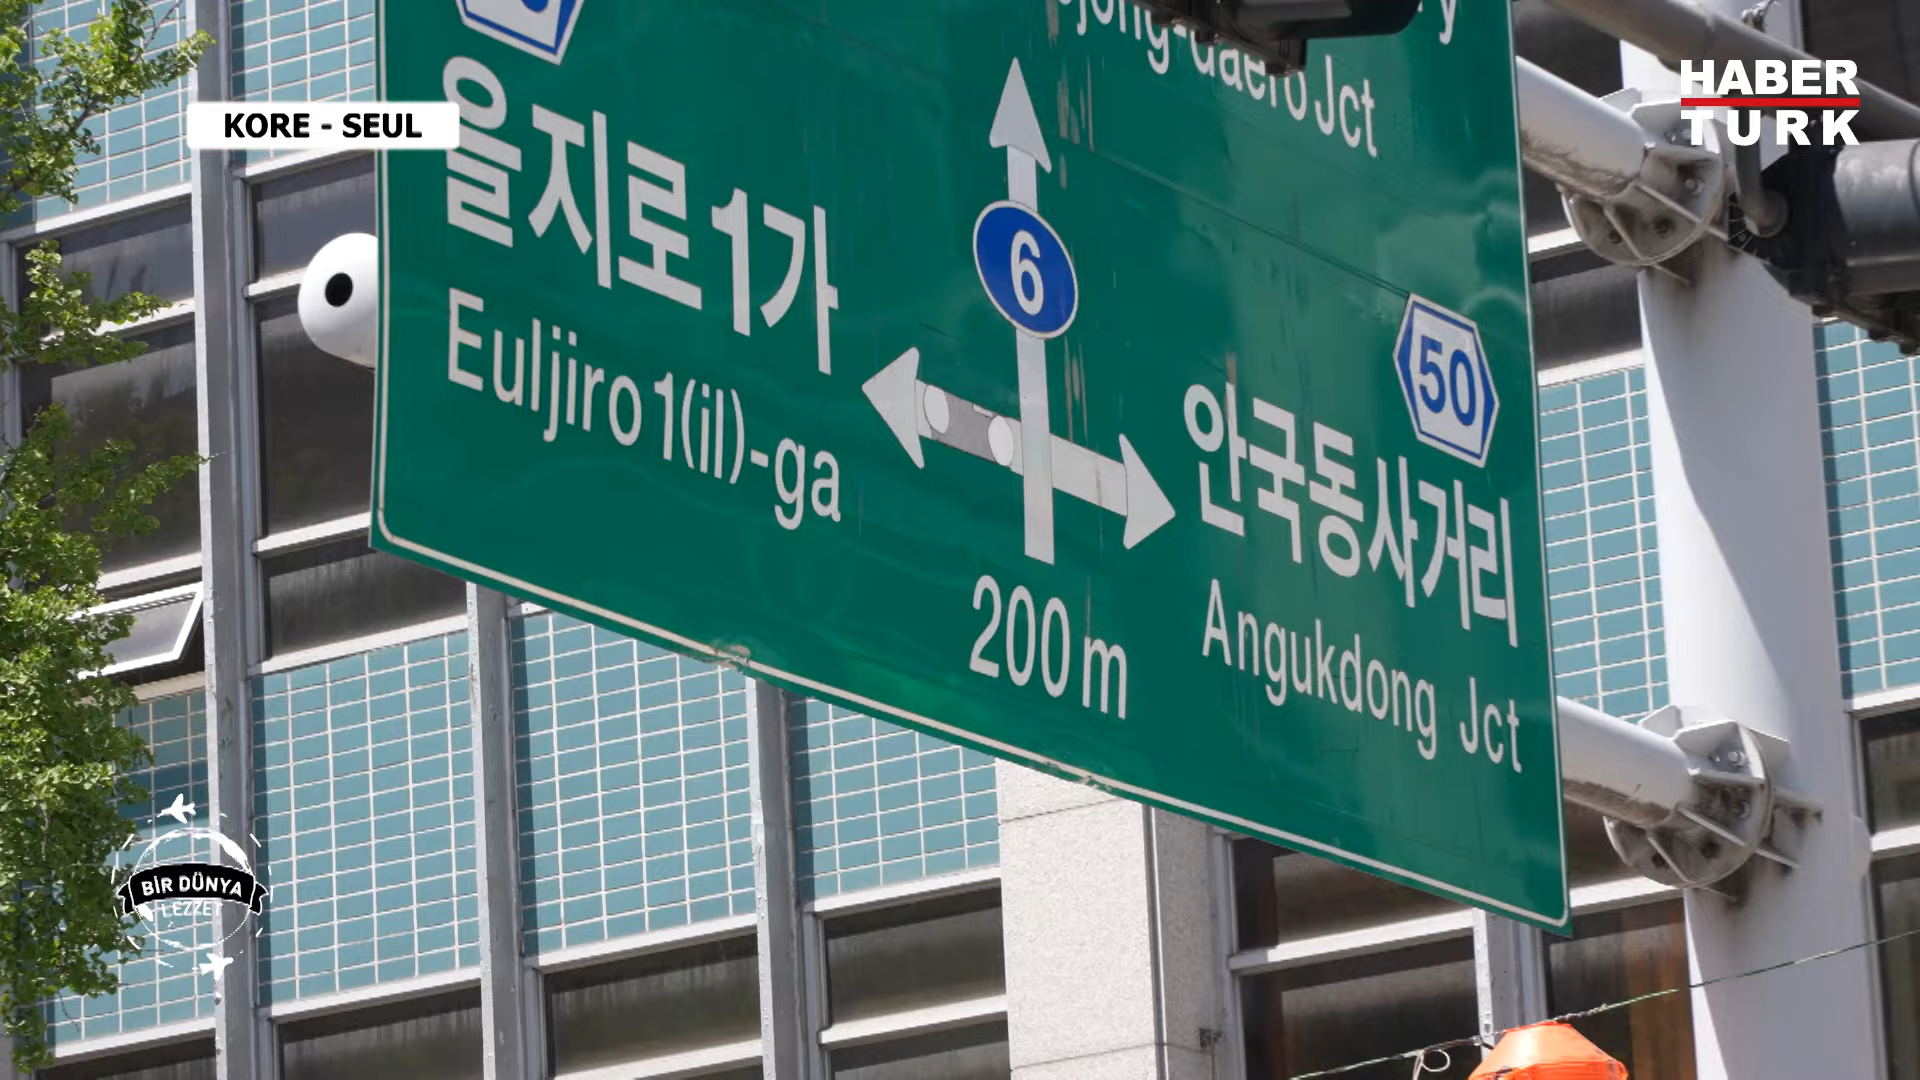 KORE - SEUL
HABER
TURK
Jct
을지로1가
Euljiro 1(il)-ga
6
50
안국동사거리
Angukdong Jct
200 m
BİR DÜNYA
LEZZET